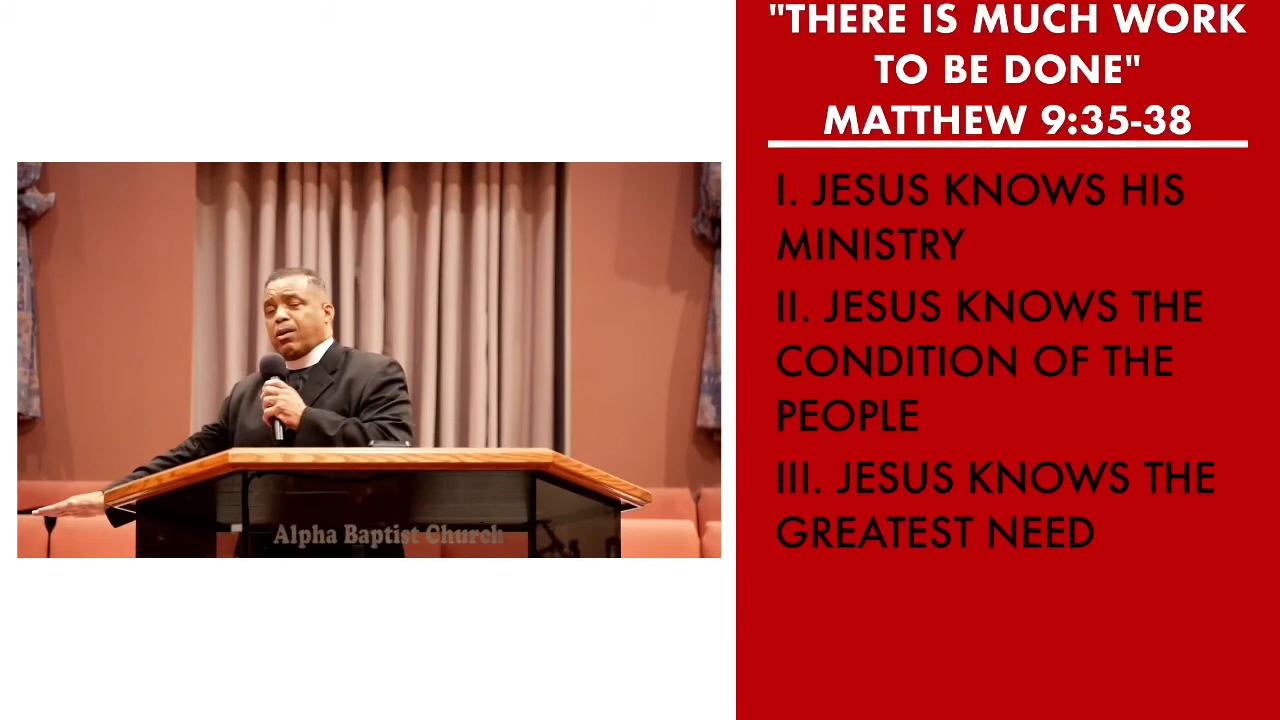 "THERE IS MUCH WORK
TO BE DONE"
MATTHEW 9:35-38
I. JESUS KNOWS HIS
MINISTRY
II. JESUS KNOWS THE
CONDITION OF THE
PEOPLE
III. JESUS KNOWS THE
GREATEST NEED
Alpha Baptist Church